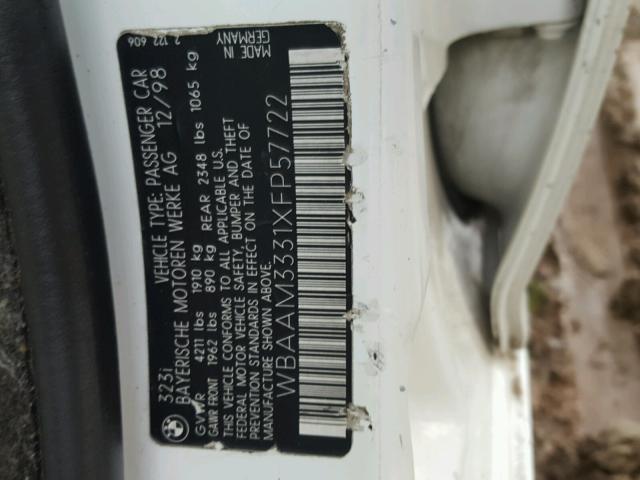 323i VEHICLE TYPE: PASSENGER CAR
BAYERISCHE MOTOREN WERKE AG 12/98
GVWR 4211 lbs 1910 kg
GAWR FRONT 1962 lbs 890 kg REAR 2348 lbs 1065 kg
THIS VEHICLE CONFORMS TO ALL APPLICABLE U.S.
FEDERAL MOTOR VEHICLE SAFETY, BUMPER AND THEFT
PREVENTION STANDARDS IN EFFECT ON THE DATE OF
MANUFACTURE SHOWN ABOVE.
WBAAM3331XFP57722
2 122 606
MADE IN
GERMANY